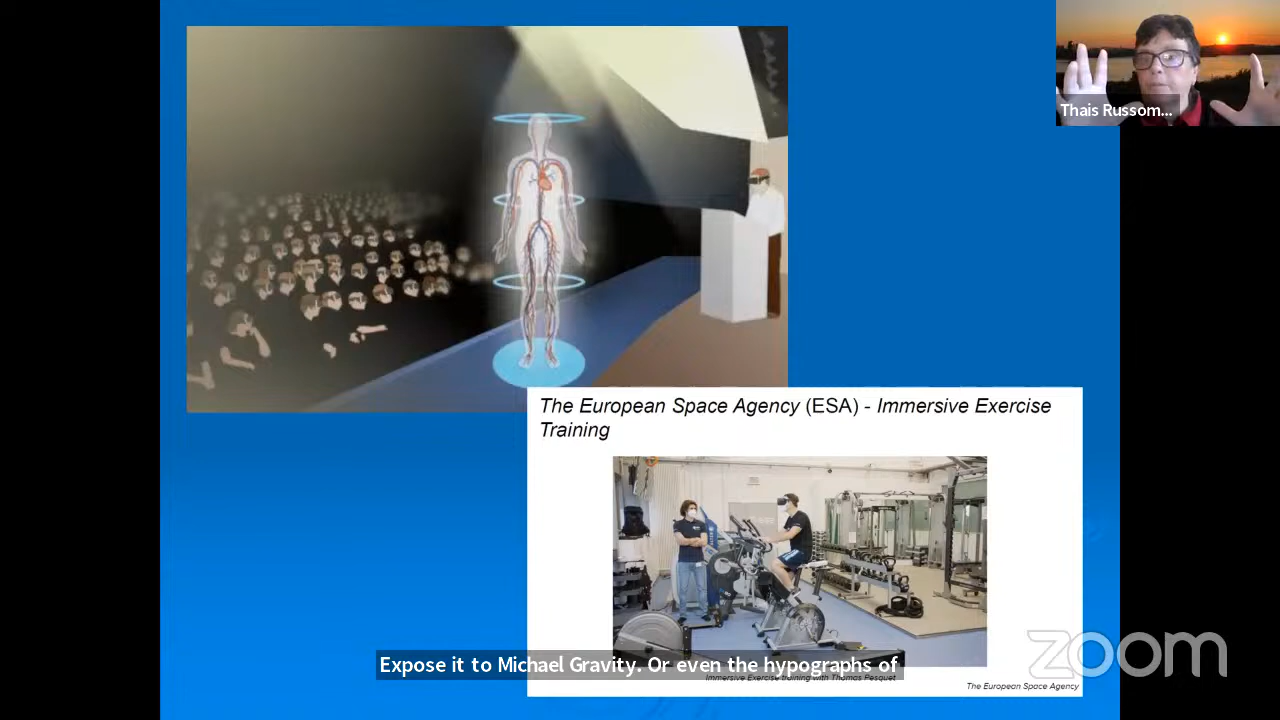 Thais Russom...
The European Space Agency (ESA) - Immersive Exercise
Training
Expose it to Michael Gravity. Or even the hypographs of
Immersive Exercise training with Thomas Pesquet
The European Space Agency
zoom